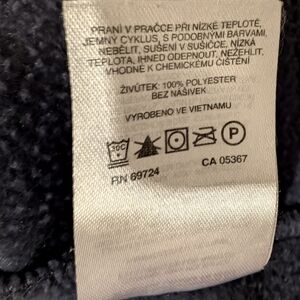 PRANÍ V PRAČCE PŘI NÍZKÉ TEPLOTĚ,
JEMNÝ CYKLUS, S PODOBNÝMI BARVAMI,
NEBĚLIT, SUŠENÍ V SUŠIČCE, NÍZKÁ
TEPLOTA, IHNED ODEPNOUT, NEŽEHLIT,
VHODNÉ K CHEMICKÉMU ČIŠTĚNÍ
ŽIVŮTEK: 100% POLYESTER
BEZ NAŠIVEK
VYROBENO VE VIETNAMU
30C P
P/N 69724 CA 05367